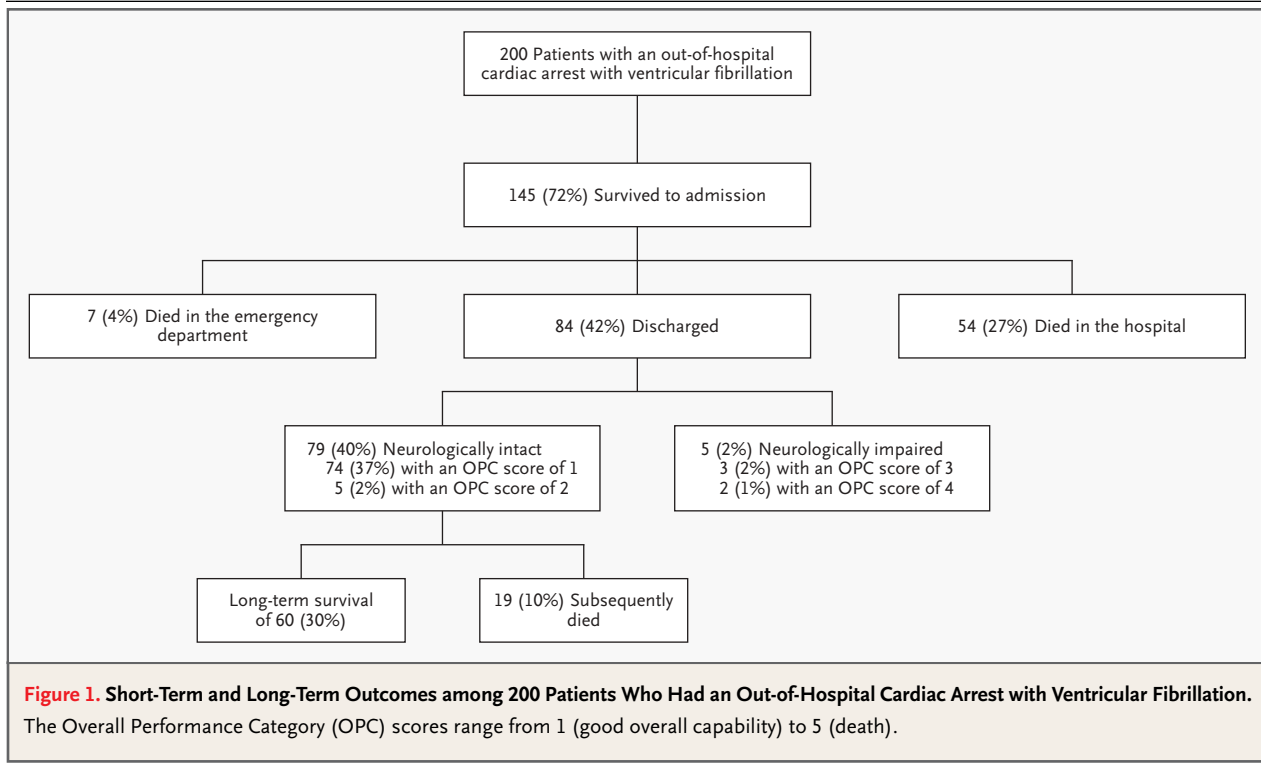 200 Patients with an out-of-hospital
cardiac arrest with ventricular fibrillation
145 (72%) Survived to admission
7 (4%) Died in the emergency
department
84 (42%) Discharged
54 (27%) Died in the hospital
79 (40%) Neurologically intact
74 (37%) with an OPC score of 1
5 (2%) with an OPC score of 2
5 (2%) Neurologically impaired
3 (2%) with an OPC score of 3
2 (1%) with an OPC score of 4
Long-term survival
of 60 (30%)
19 (10%) Subsequently
died
Figure 1. Short-Term and Long-Term Outcomes among 200 Patients Who Had an Out-of-Hospital Cardiac Arrest with Ventricular Fibrillation.
The Overall Performance Category (OPC) scores range from 1 (good overall capability) to 5 (death).